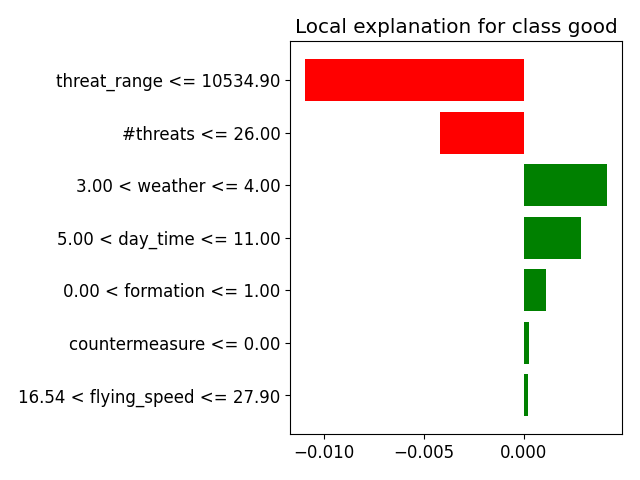 Local explanation for class good
threat_range <= 10534.90
#threats <= 26.00
3.00 < weather <= 4.00
5.00 < day_time <= 11.00
0.00 < formation <= 1.00
countermeasure <= 0.00
16.54 < flying_speed <= 27.90
−0.010 −0.005 0.000